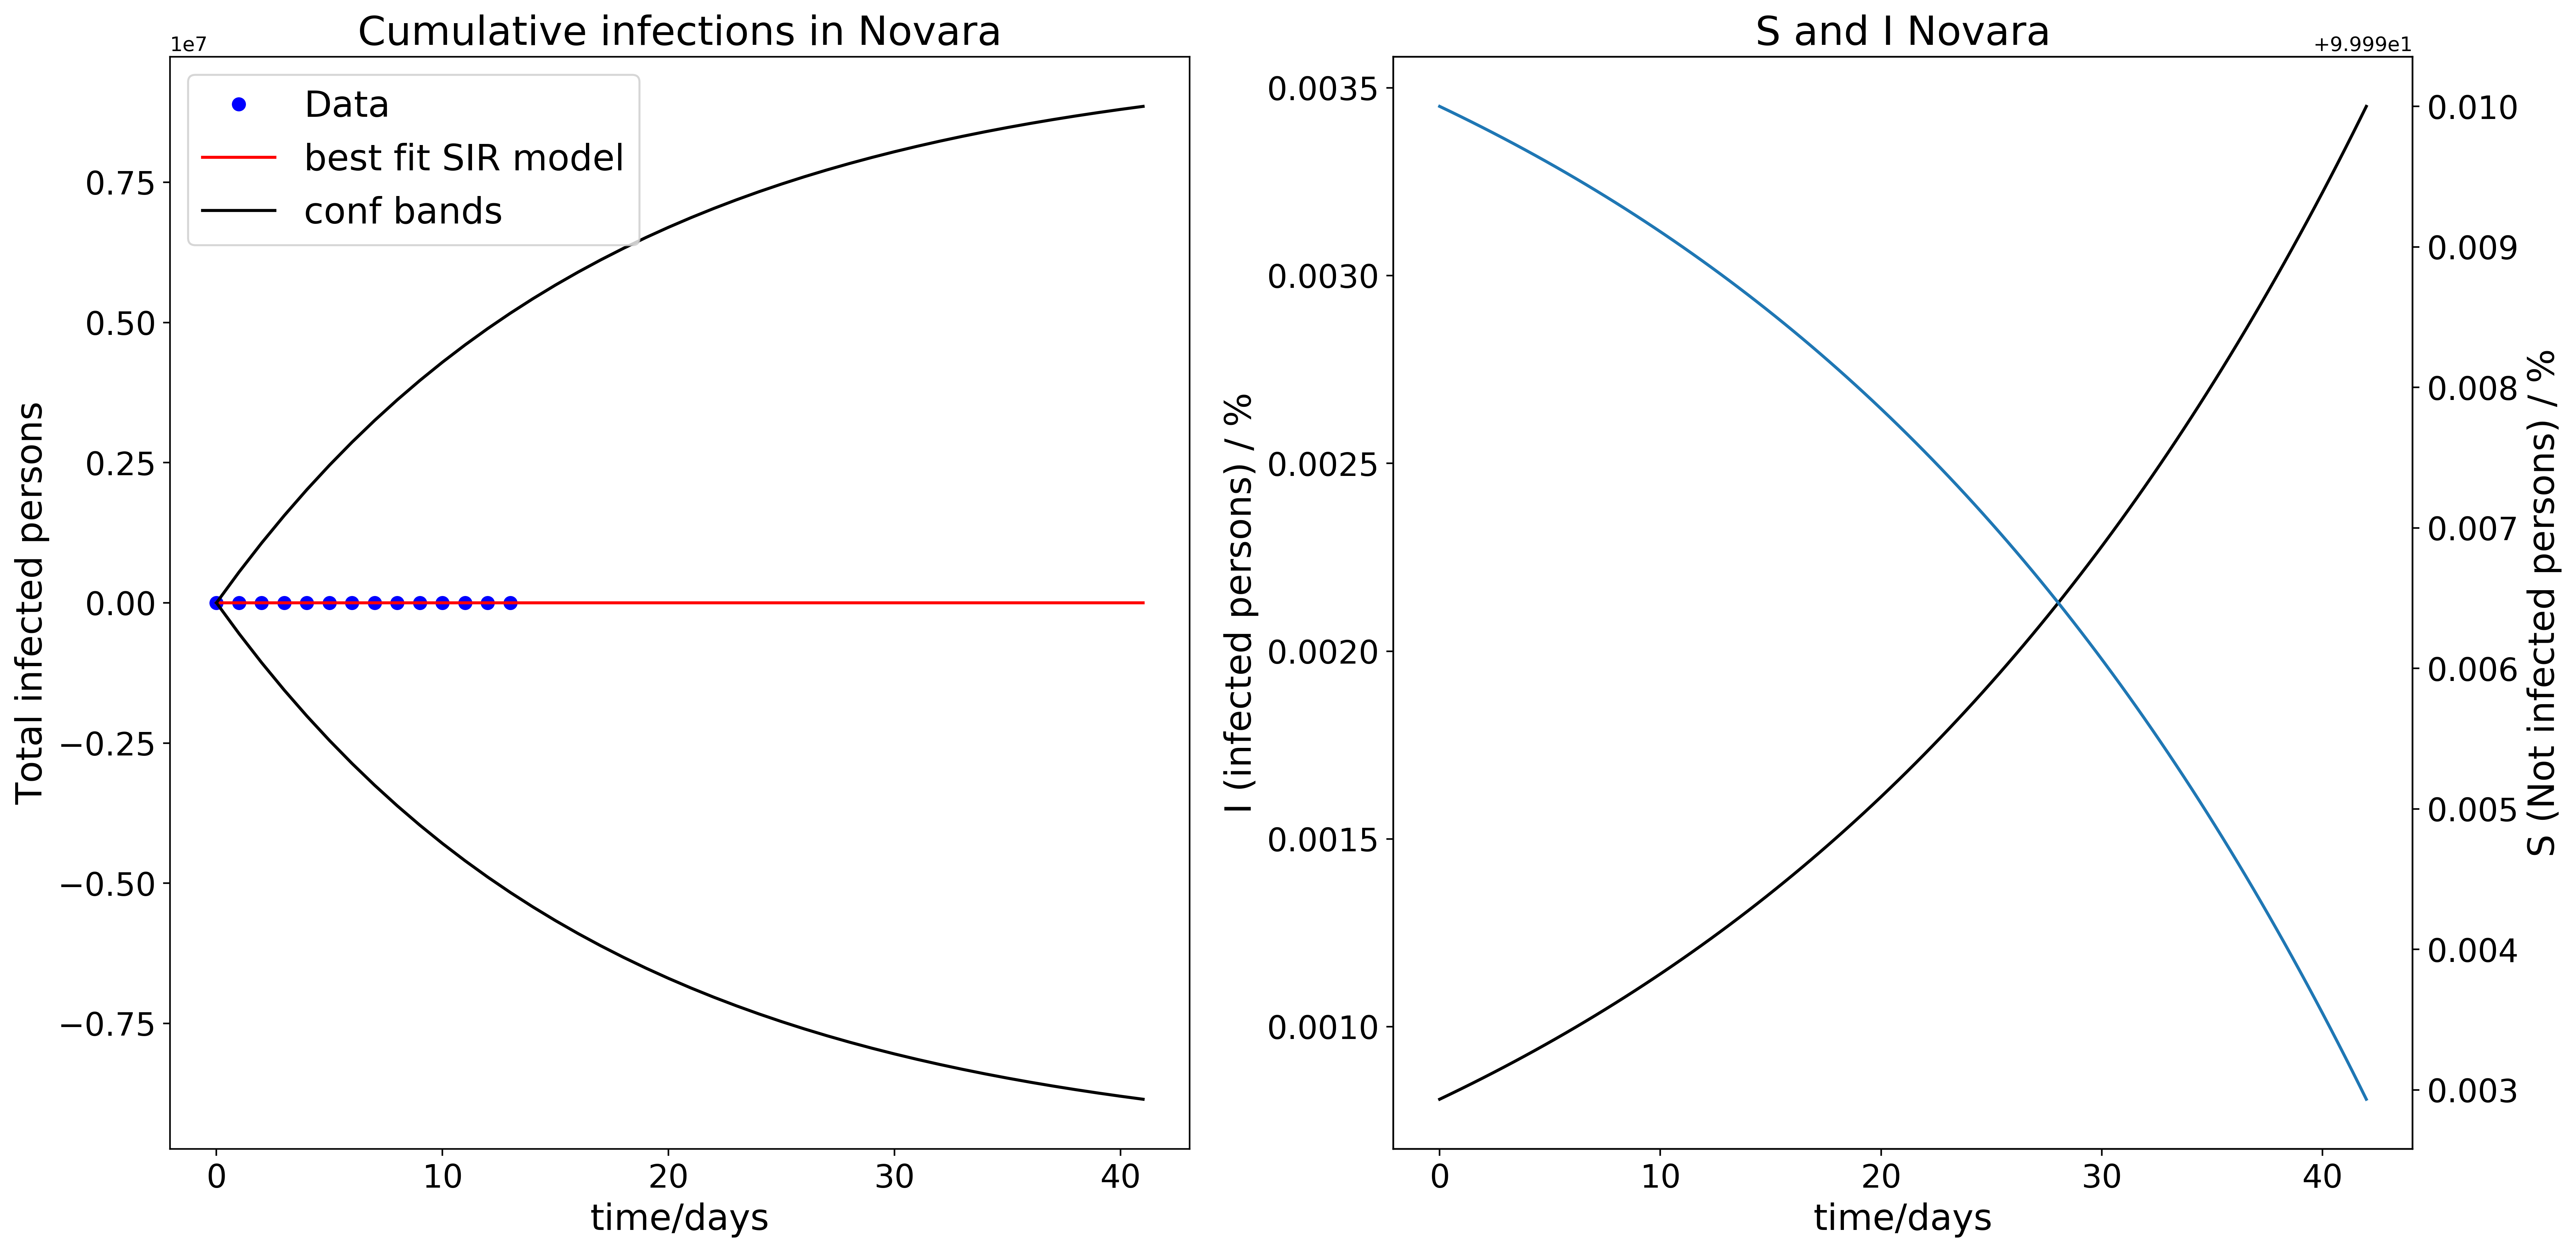 Cumulative infections in Novara
1e7
Data
best fit SIR model
conf bands
0.75
0.50
0.25
0.00
−0.25
−0.50
−0.75
Total infected persons
0 10 20 30 40
time/days
S and I Novara
+9.999e1
0.0035
0.0030
0.0025
0.0020
0.0015
0.0010
I (infected persons) / %
0.010
0.009
0.008
0.007
0.006
0.005
0.004
0.003
S (Not infected persons) / %
0 10 20 30 40
time/days